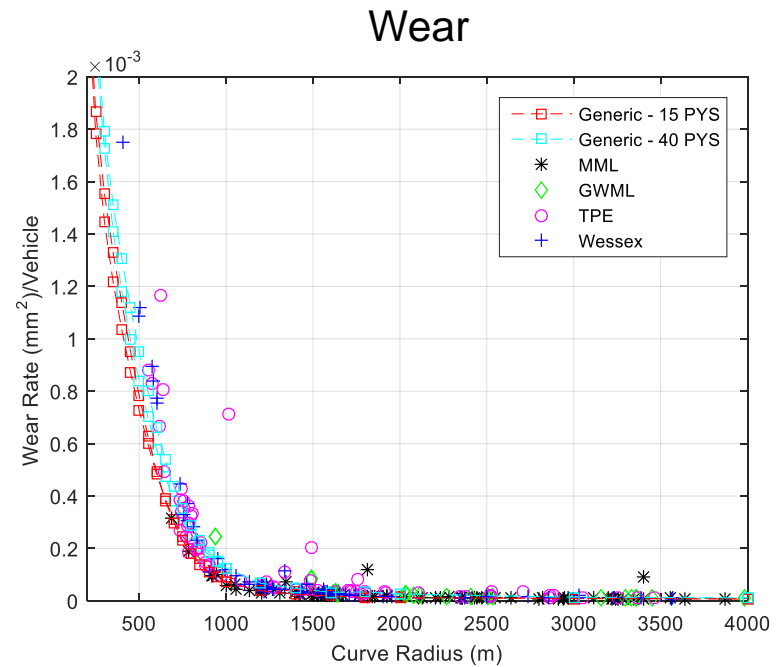 Wear
×10⁻³
2
1.8
1.6
1.4
1.2
1
0.8
0.6
0.4
0.2
0
Wear Rate (mm²)/Vehicle
Generic - 15 PYS
Generic - 40 PYS
MML
GWML
TPE
Wessex
500 1000 1500 2000 2500 3000 3500 4000
Curve Radius (m)